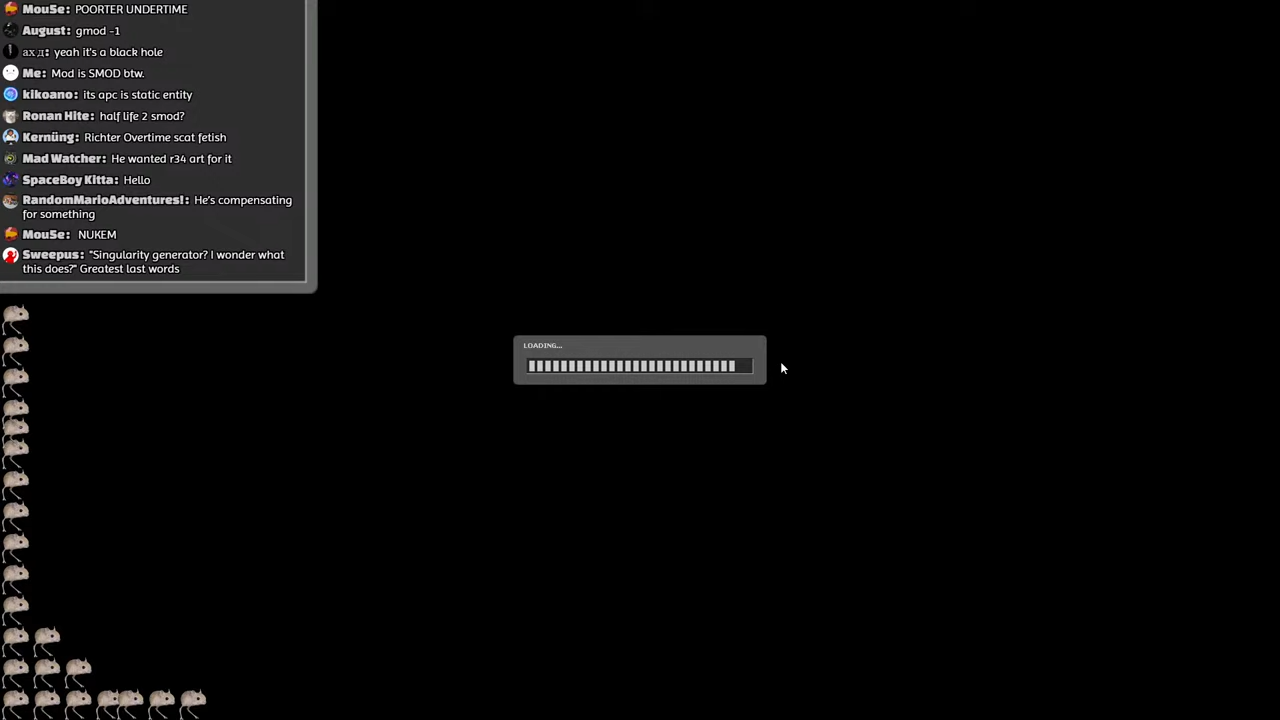 Mou5e: POORTER UNDERTIME
August: gmod -1
ах д: yeah it's a black hole
Me: Mod is SMOD btw.
kikoano: its apc is static entity
Ronan Hite: half life 2 smod?
Kernüng: Richter Overtime scat fetish
Mad Watcher: He wanted r34 art for it
SpaceBoy Kitta: Hello
RandomMarioAdventures!: He's compensating
for something
Mou5e: NUKEM
Sweepus: "Singularity generator? I wonder what
this does?" Greatest last words
LOADING...